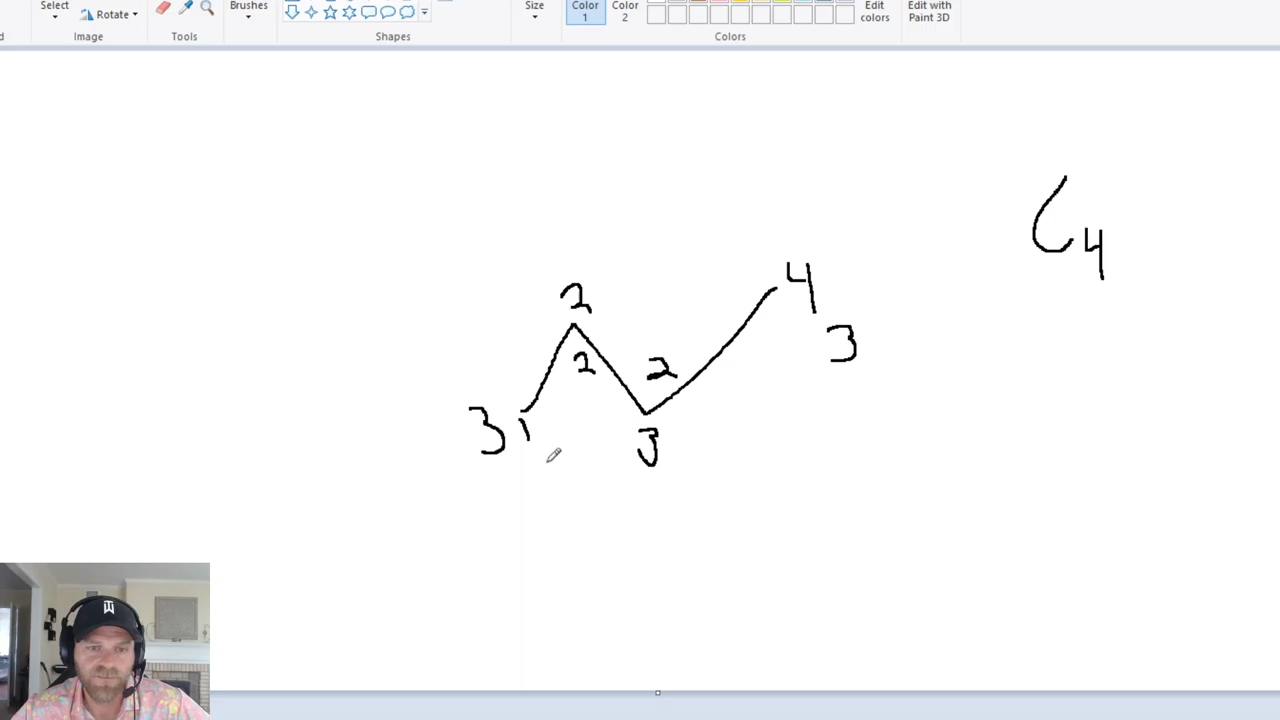 Select
Rotate
Image
Tools
Brushes
Shapes
Size
Color
1
Color
2
Colors
Edit
colors
Edit with
Paint 3D
C4
2
4
2
2
3
3 1
3